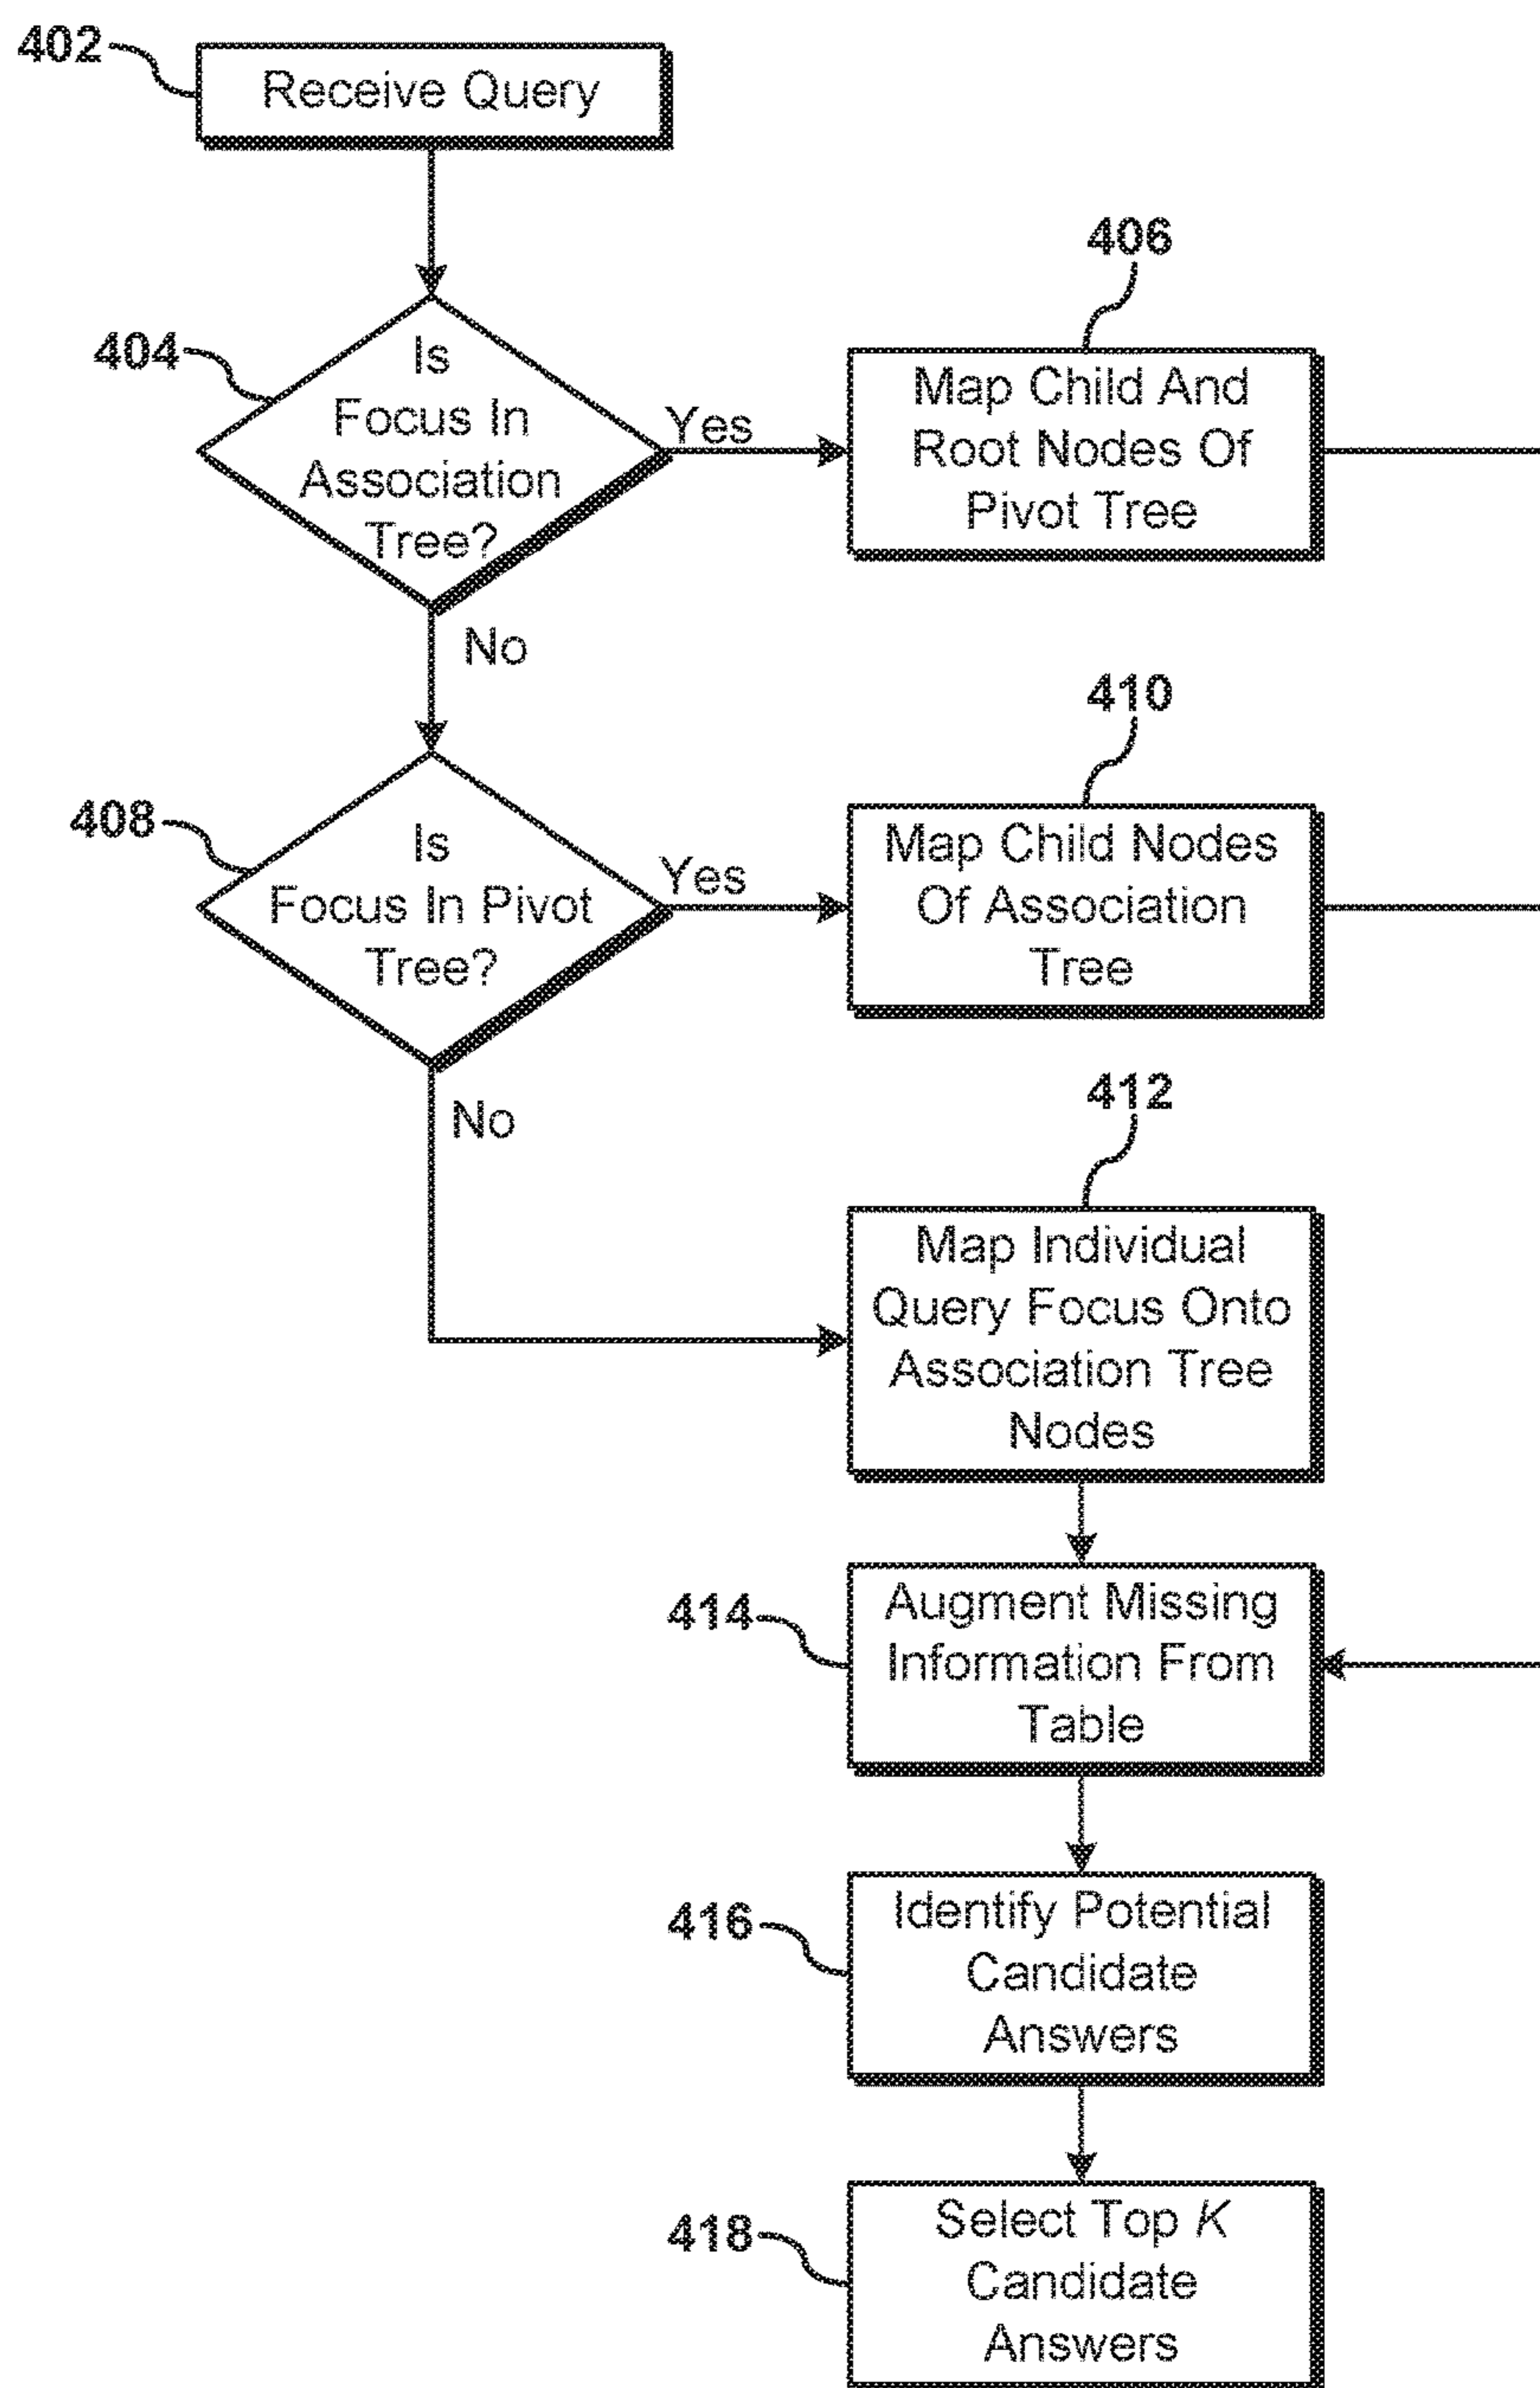 402
Receive Query
406
404
Is
Focus In
Association
Tree?
Yes
Map Child And
Root Nodes Of
Pivot Tree
No
410
408
Is
Focus In Pivot
Tree?
Yes
Map Child Nodes
Of Association
Tree
No
412
Map Individual
Query Focus Onto
Association Tree
Nodes
414
Augment Missing
Information From
Table
416
Identify Potential
Candidate
Answers
418
Select Top K
Candidate
Answers